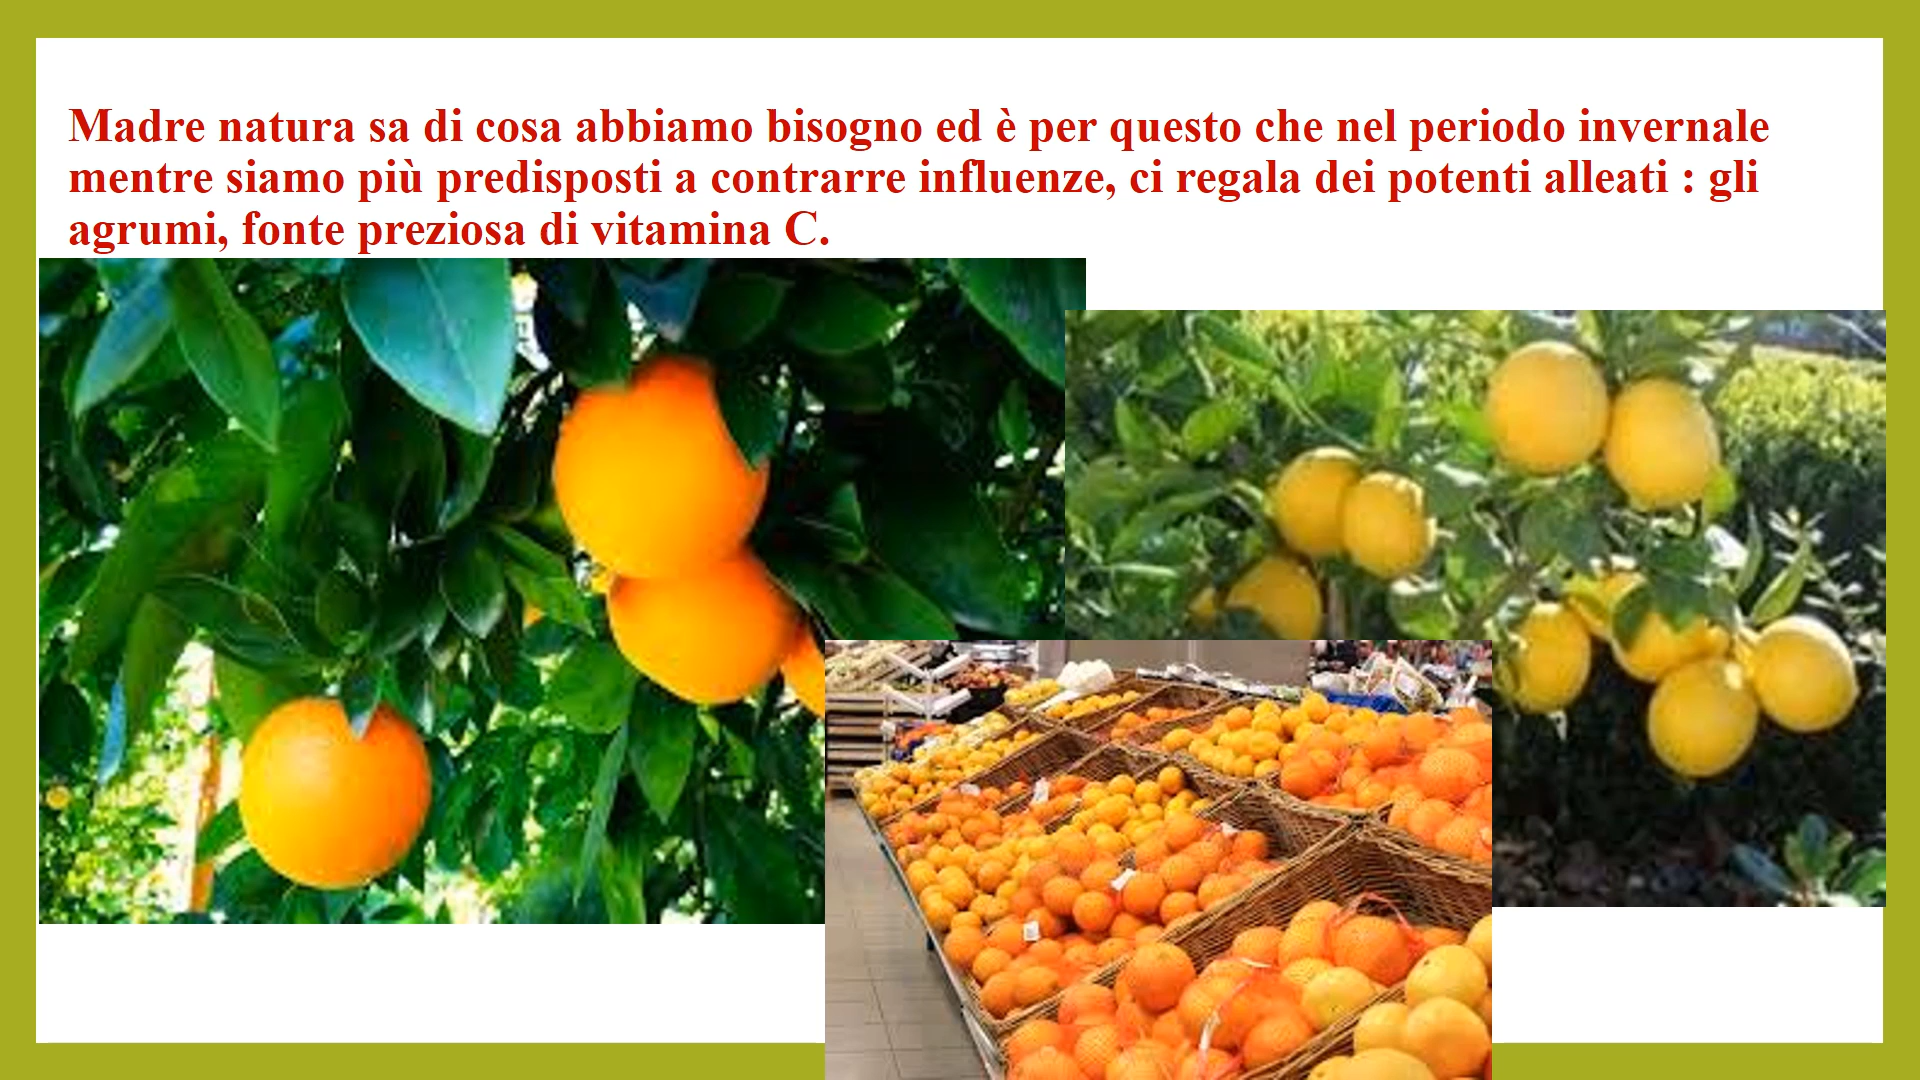 Madre natura sa di cosa abbiamo bisogno ed è per questo che nel periodo invernale
mentre siamo più predisposti a contrarre influenze, ci regala dei potenti alleati : gli
agrumi, fonte preziosa di vitamina C.